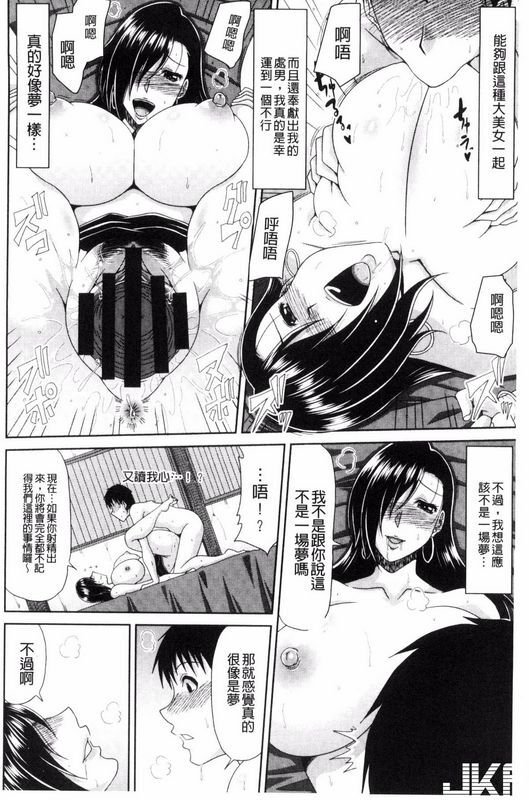 能夠跟這種大美女一起
啊唔
啊嗯
而且還奉獻出我的
處男，我真的是幸
運到一個不行
呼唔唔
啊嗯
啊嗯
真的好像夢一樣…
不過，我想這應
該不是一場夢…
我不是跟你說這
不是一場夢嗎
…唔！？
又讀我心…！？
現在…如果你射精出
來，你將會完全都不記
得我們這裡的事情囉～
那就感覺真的
很像是夢
不過啊